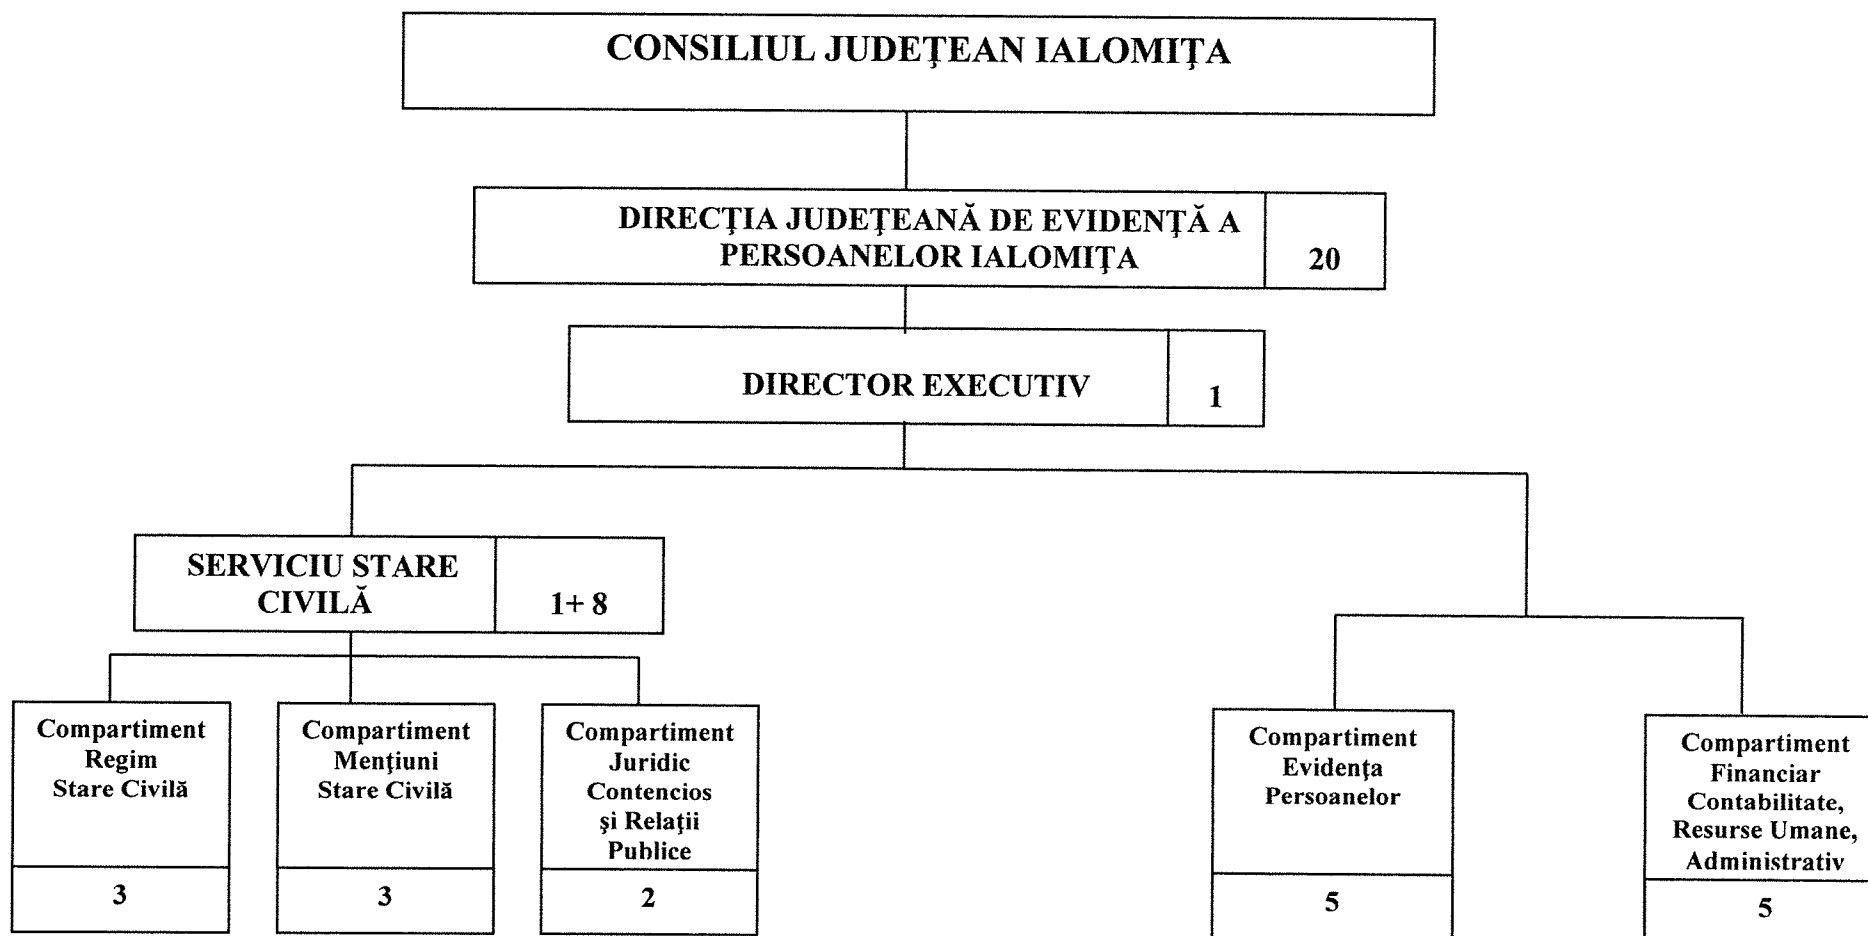 CONSILIUL JUDEŢEAN IALOMIŢA
DIRECŢIA JUDEŢEANĂ DE EVIDENŢĂ A
PERSOANELOR IALOMIŢA
20
DIRECTOR EXECUTIV
1
SERVICIU STARE
CIVILĂ
1+ 8
Compartiment
Regim
Stare Civilă
3
Compartiment
Menţiuni
Stare Civilă
3
Compartiment
Juridic
Contencios
şi Relaţii
Publice
2
Compartiment
Evidenţa
Persoanelor
5
Compartiment
Financiar
Contabilitate,
Resurse Umane,
Administrativ
5